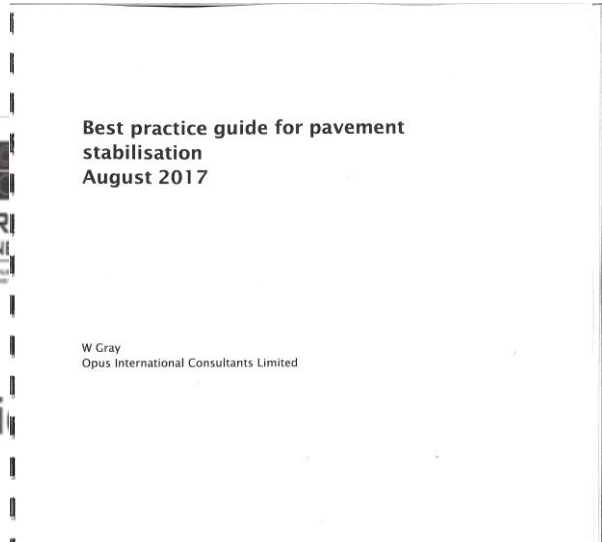 Best practice guide for pavement
stabilisation
August 2017
W Gray
Opus International Consultants Limited